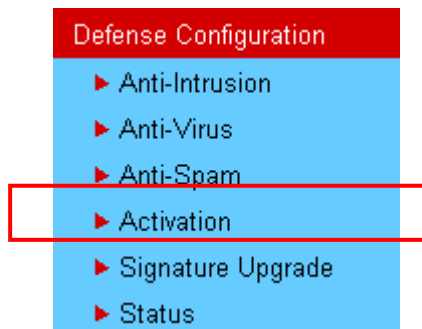 Defense Configuration
Anti-Intrusion
Anti-Virus
Anti-Spam
Activation
Signature Upgrade
Status